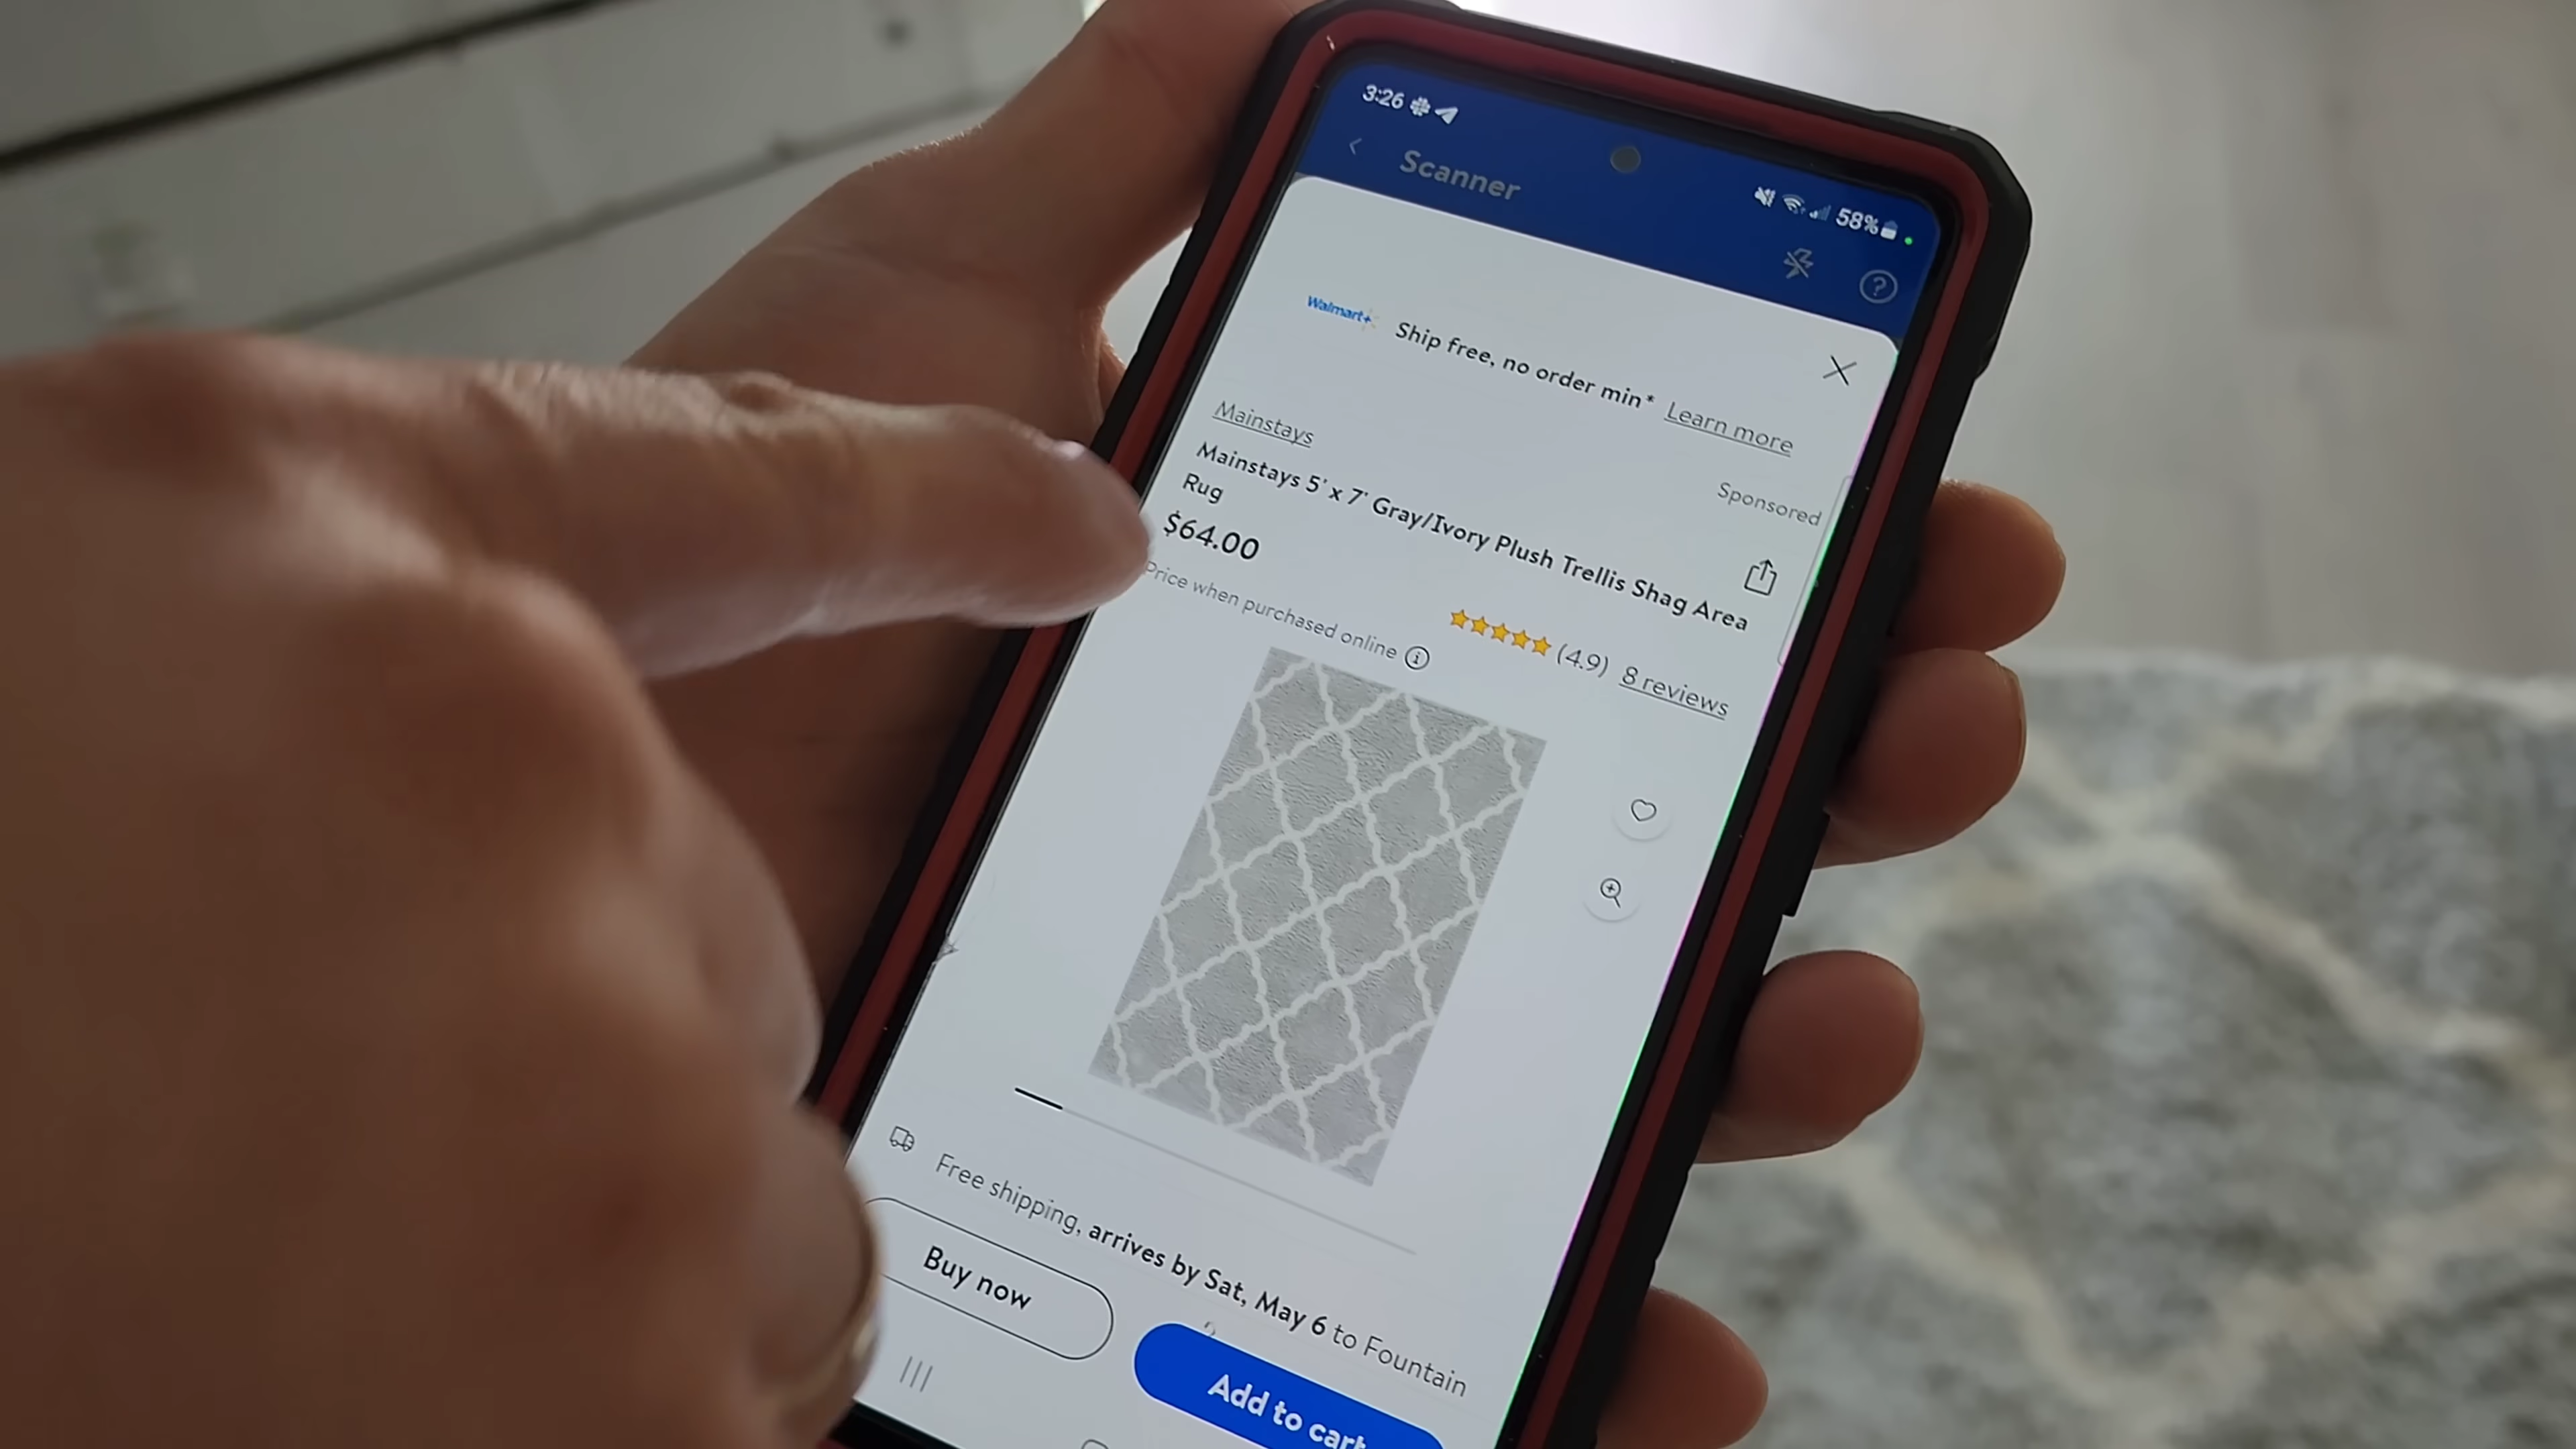 3:26
58%
Scanner
Walmart+ Ship free, no order min* Learn more
Mainstays
Sponsored
Mainstays 5' x 7' Gray/Ivory Plush Trellis Shag Area
Rug
$64.00
Price when purchased online
(4.9) 8 reviews
Free shipping, arrives by Sat, May 6 to Fountain
Buy now
Add to cart